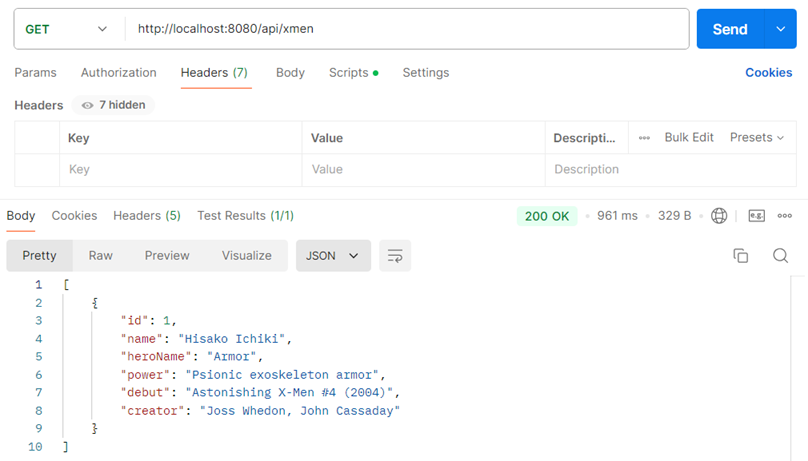 GET http://localhost:8080/api/xmen Send
Params Authorization Headers (7) Body Scripts Settings Cookies
Headers 7 hidden
Key Value Descripti... Bulk Edit Presets
Key Value Description
Body Cookies Headers (5) Test Results (1/1) 200 OK 961 ms 329 B e.g.
Pretty Raw Preview Visualize JSON
1 [
2 {
3 "id": 1,
4 "name": "Hisako Ichiki",
5 "heroName": "Armor",
6 "power": "Psionic exoskeleton armor",
7 "debut": "Astonishing X-Men #4 (2004)",
8 "creator": "Joss Whedon, John Cassaday"
9 }
10 ]